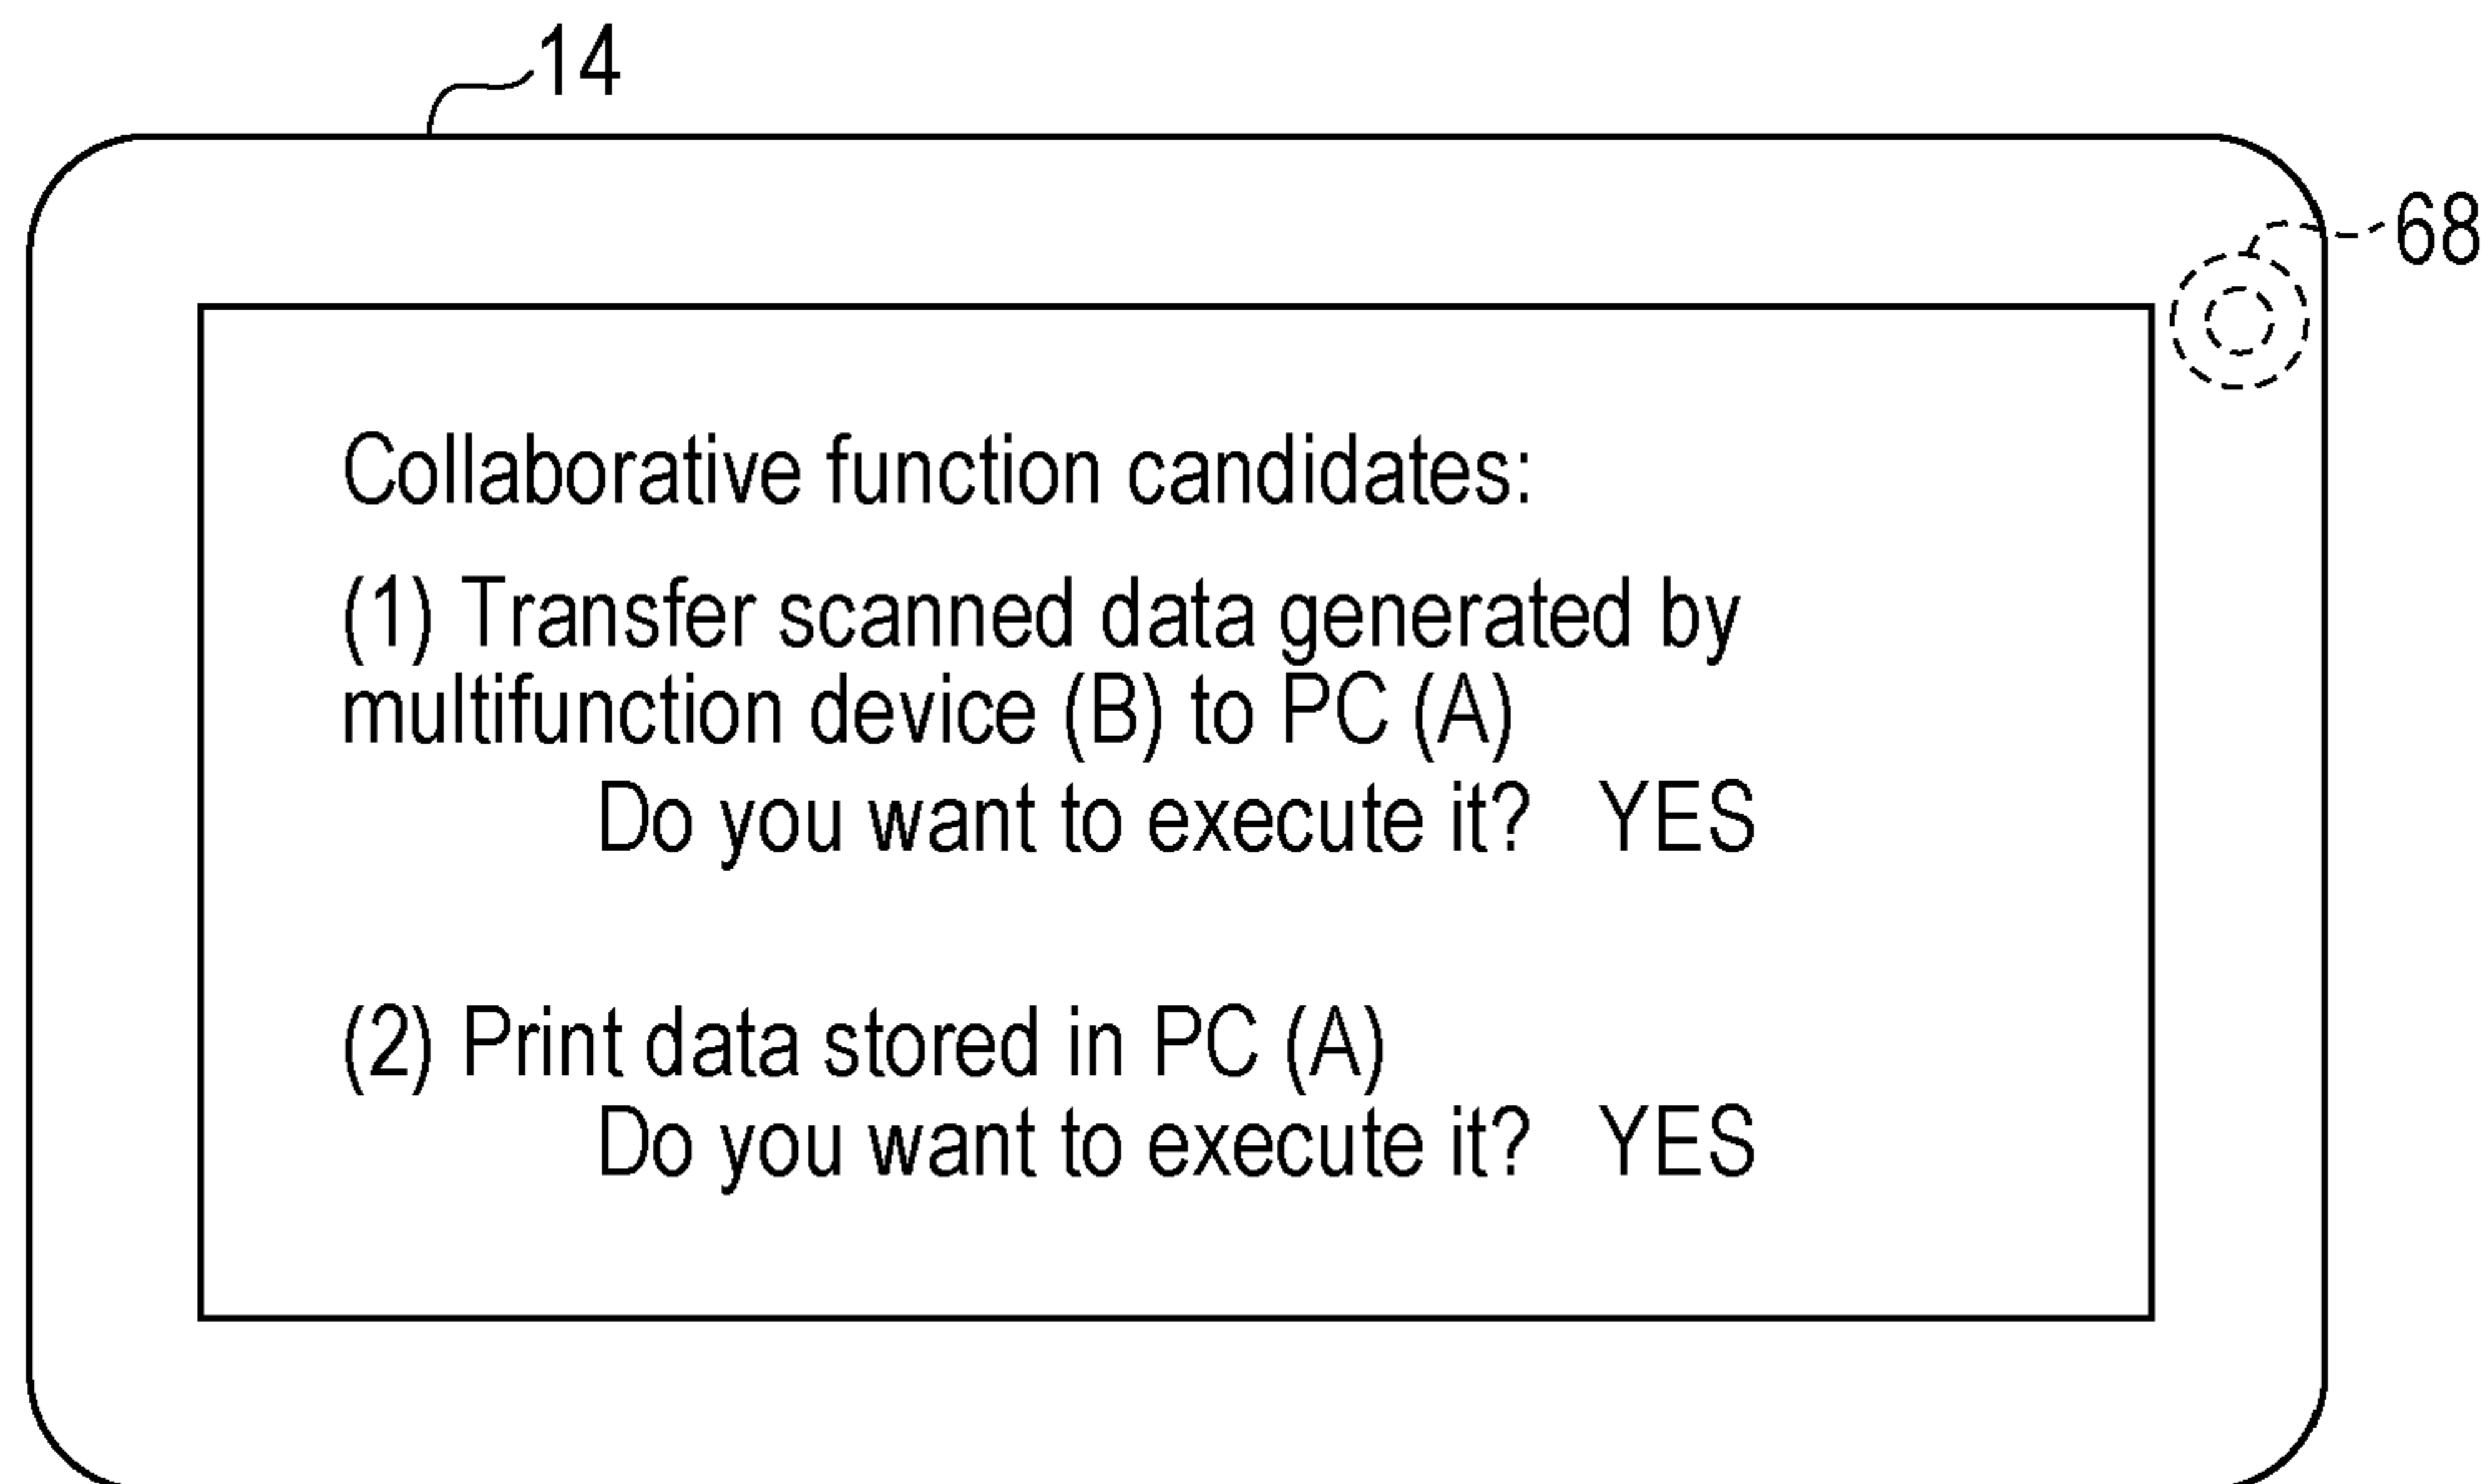 14
68
Collaborative function candidates:
(1) Transfer scanned data generated by
multifunction device (B) to PC (A)
Do you want to execute it? YES
(2) Print data stored in PC (A)
Do you want to execute it? YES